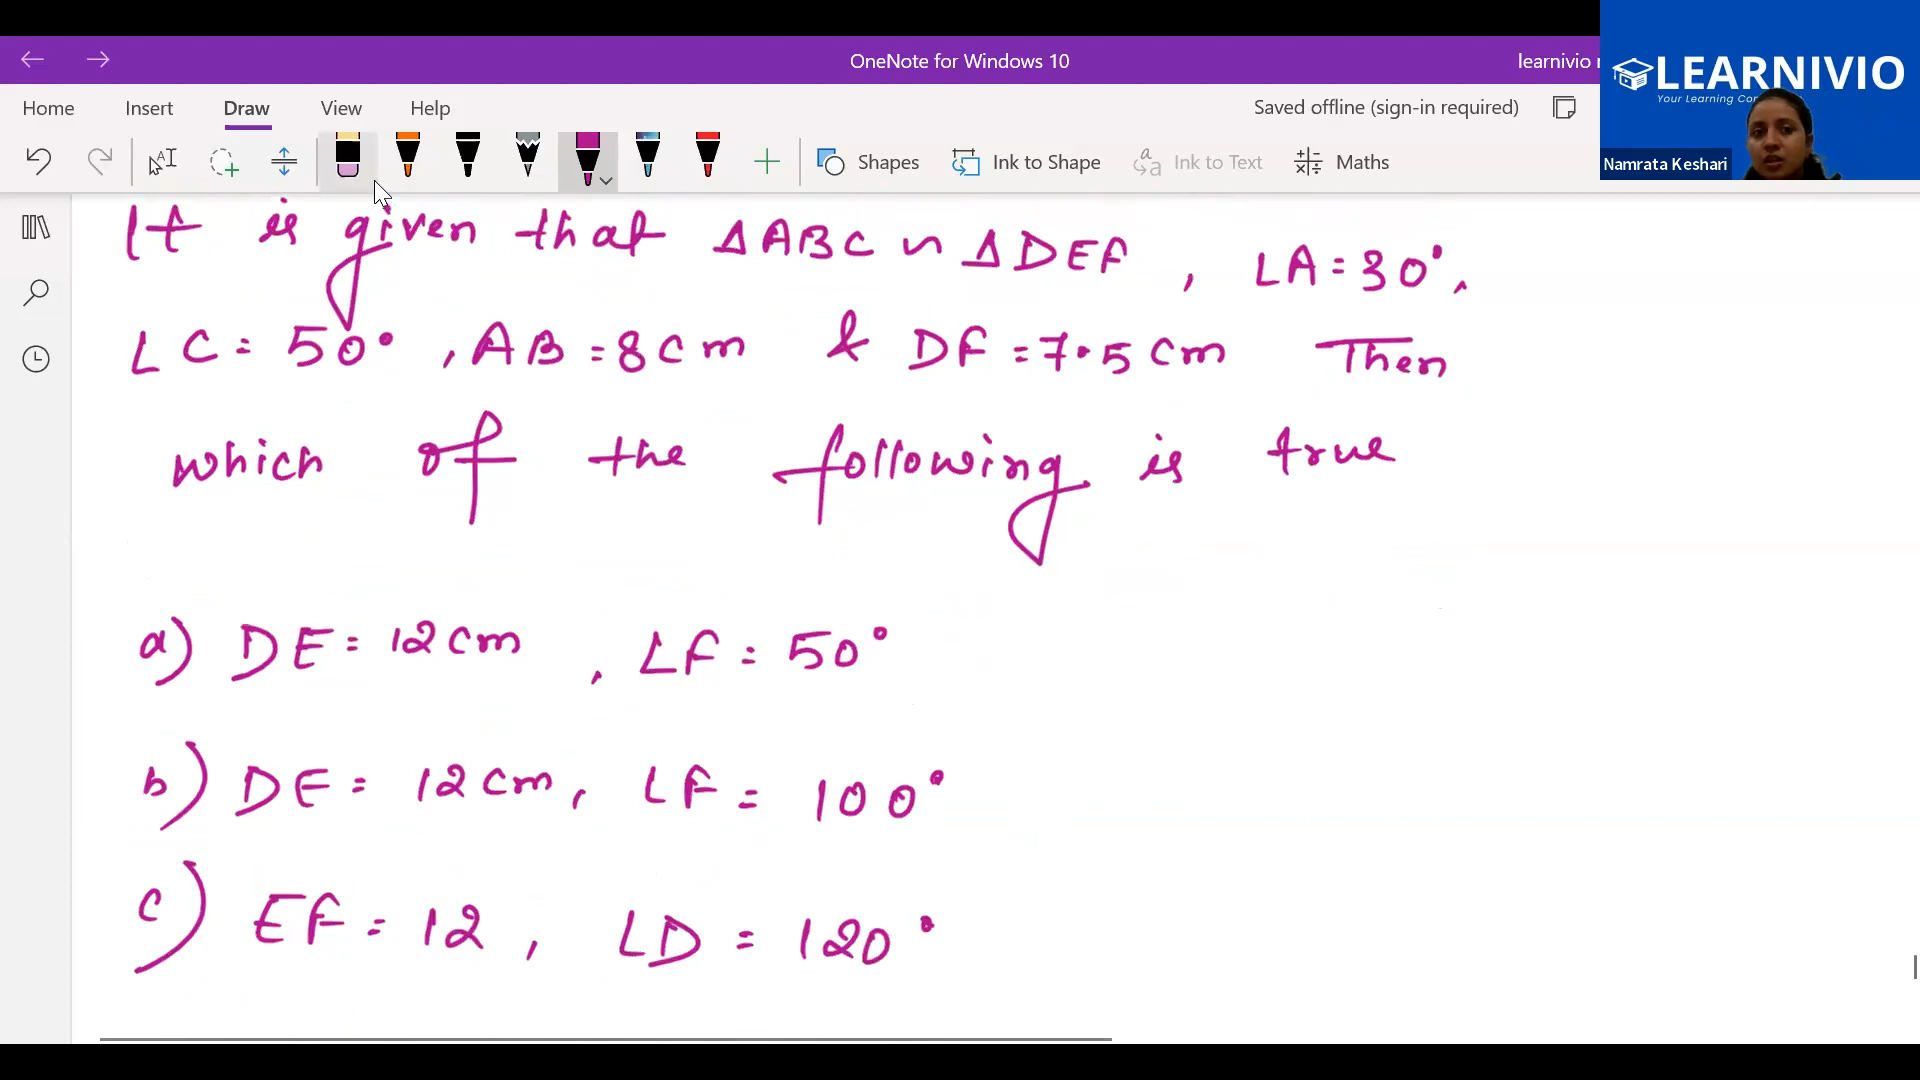 OneNote for Windows 10
learnivio
LEARNIVIO
Your Learning
Namrata Keshari
Home Insert Draw View Help
Saved offline (sign-in required)
Shapes Ink to Shape Ink to Text Maths
It is given that ΔABC ∽ ΔDEF, ∠A=30°,
∠C= 50°, AB=8cm & DF=7.5cm Then
which of the following is true
a) DE= 12cm, ∠F= 50°
b) DE= 12cm, ∠F= 100°
c) EF= 12, ∠D= 120°